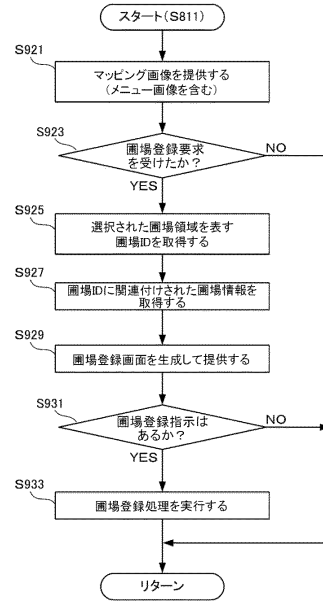 スタート(S811)
S921
マッピング画像を提供する
(メニュー画像を含む)
S923
圃場登録要求
を受けたか?
NO
YES
S925
選択された圃場領域を表す
圃場IDを取得する
S927
圃場IDに関連付けされた圃場情報を
取得する
S929
圃場登録画面を生成して提供する
S931
圃場登録指示は
あるか?
NO
YES
S933
圃場登録処理を実行する
リターン